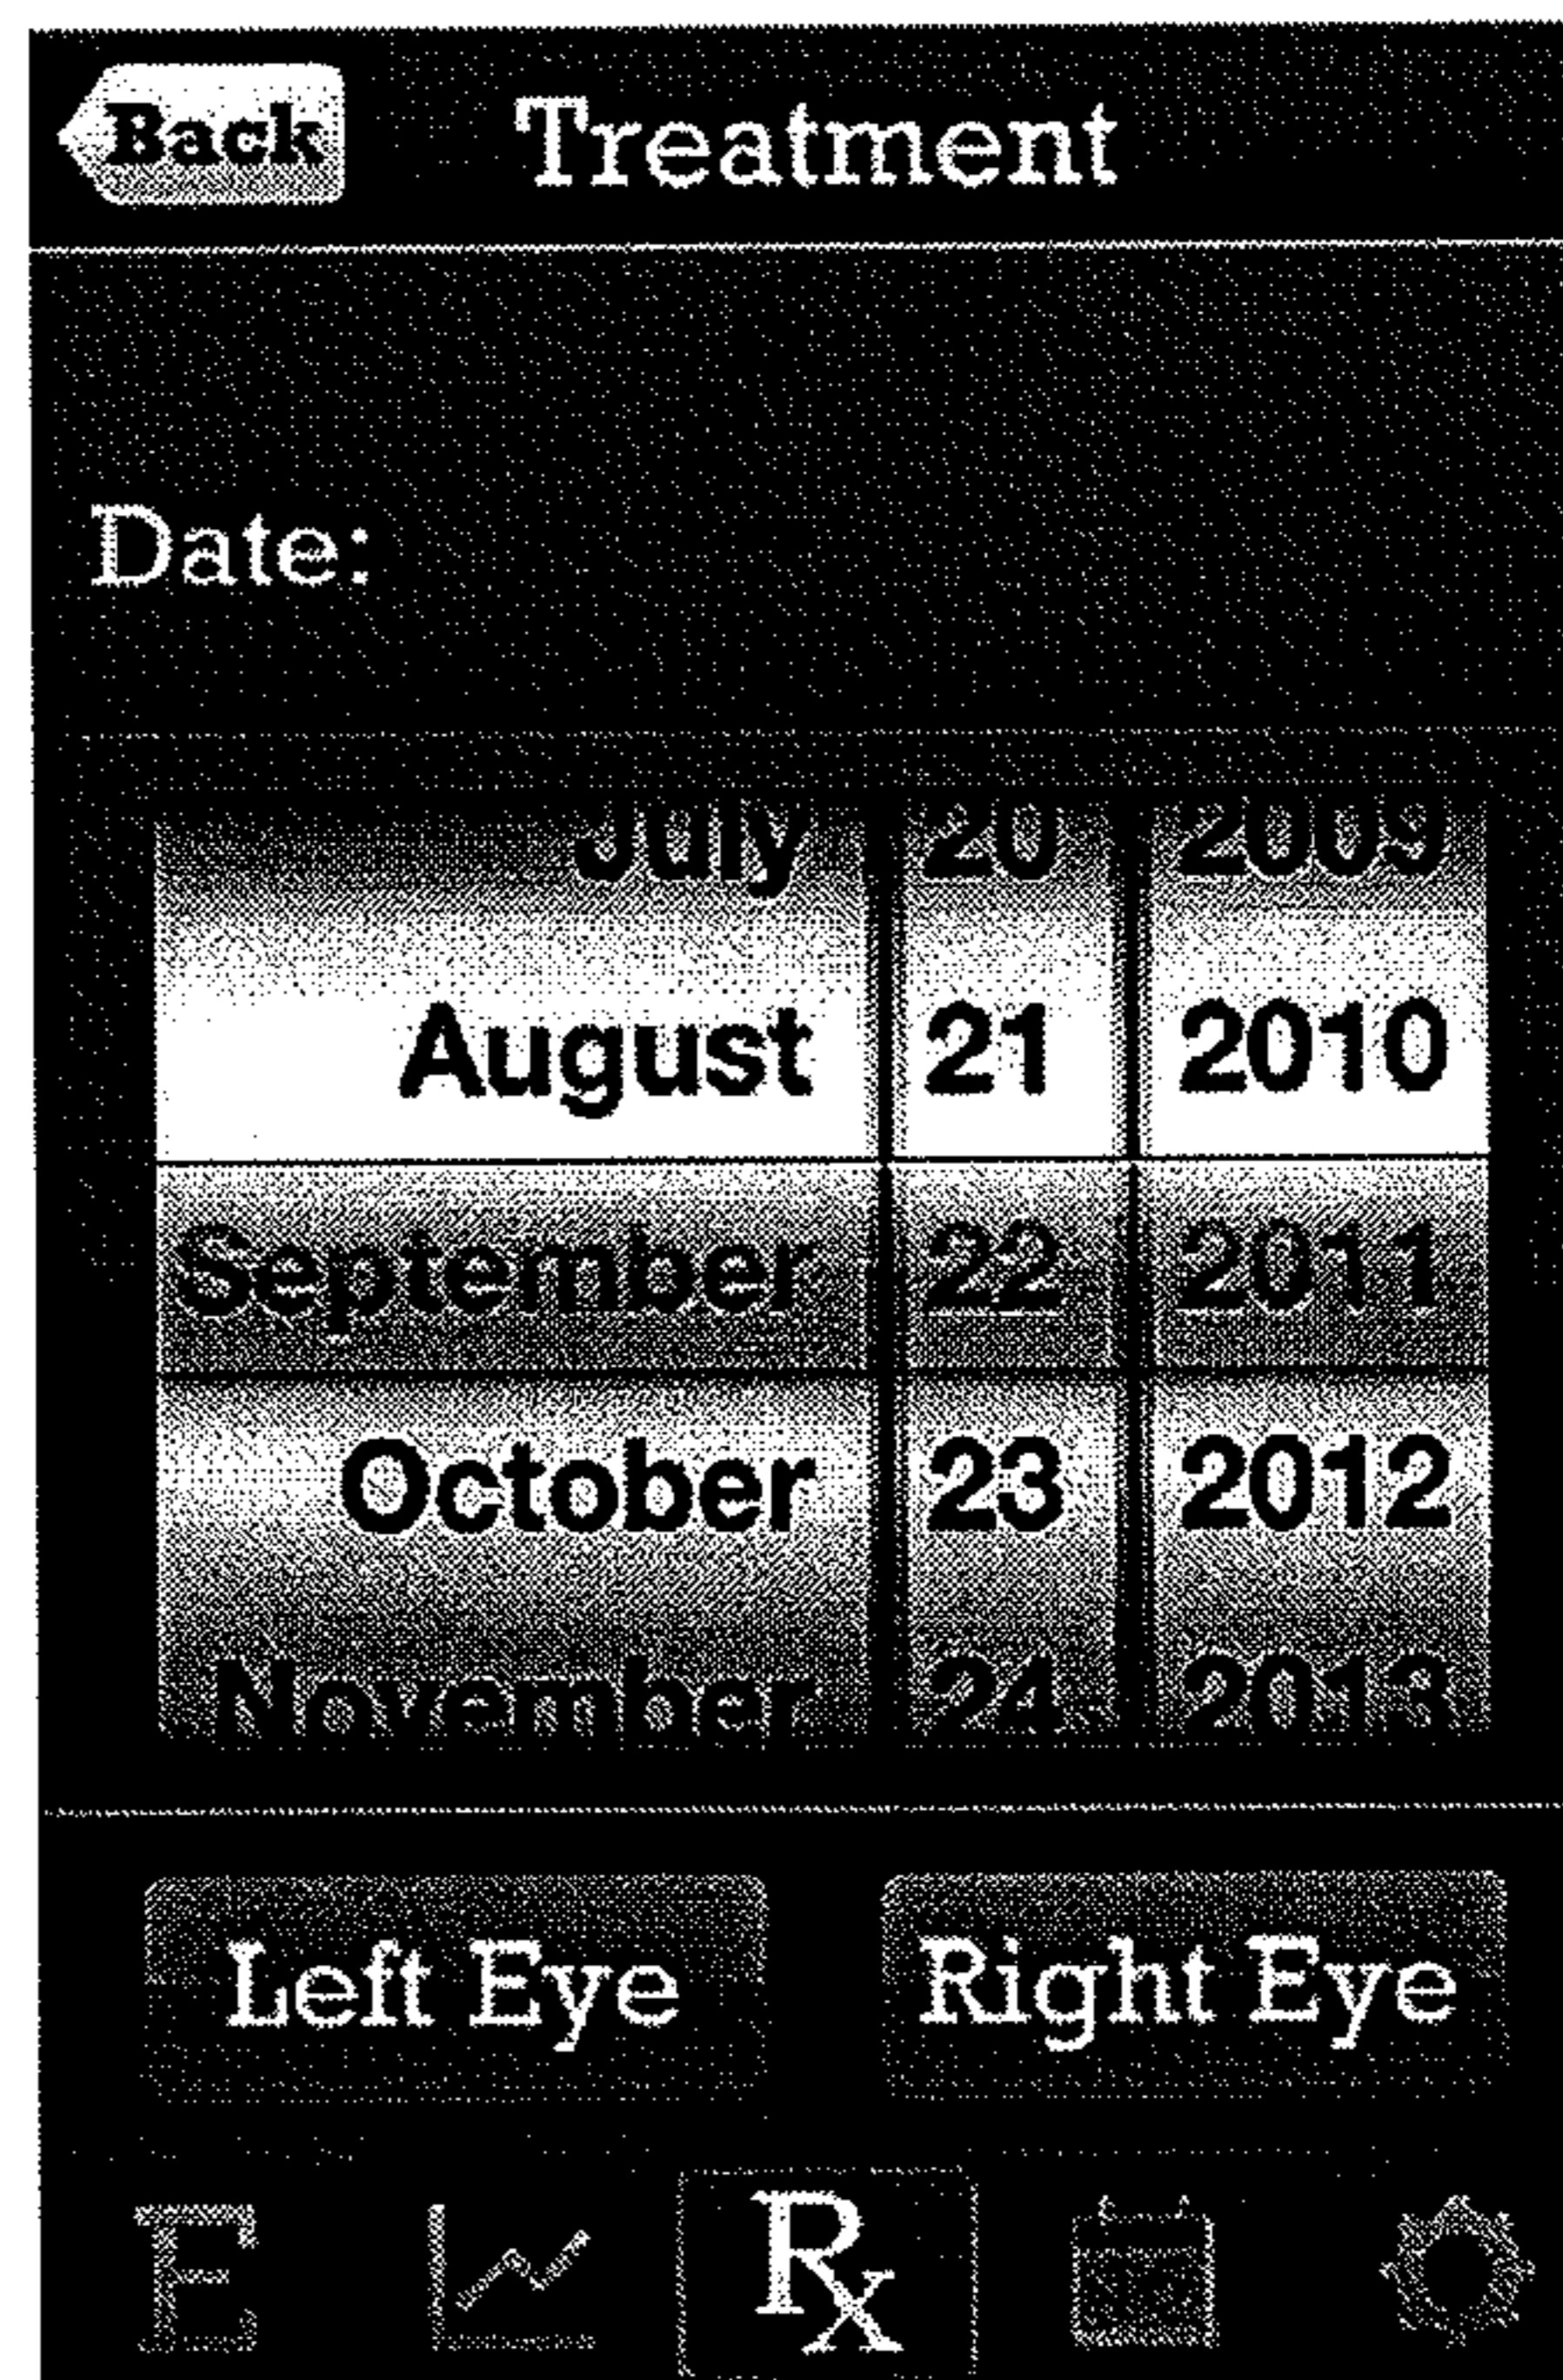 Back Treatment
Date:
July 20 2009
August 21 2010
September 22 2011
October 23 2012
November 24 2013
Left Eye Right Eye
E Rx